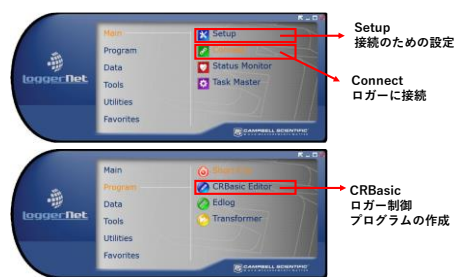 Main
Program
Data
Tools
Utilities
Favorites
Setup
Connect
Status Monitor
Task Master
LoggerNet
CAMPBELL SCIENTIFIC
Setup
接続のための設定
Connect
ロガーに接続
Main
Program
Data
Tools
Utilities
Favorites
Short Cut
CRBasic Editor
Edlog
Transformer
LoggerNet
CAMPBELL SCIENTIFIC
CRBasic
ロガー制御
プログラムの作成